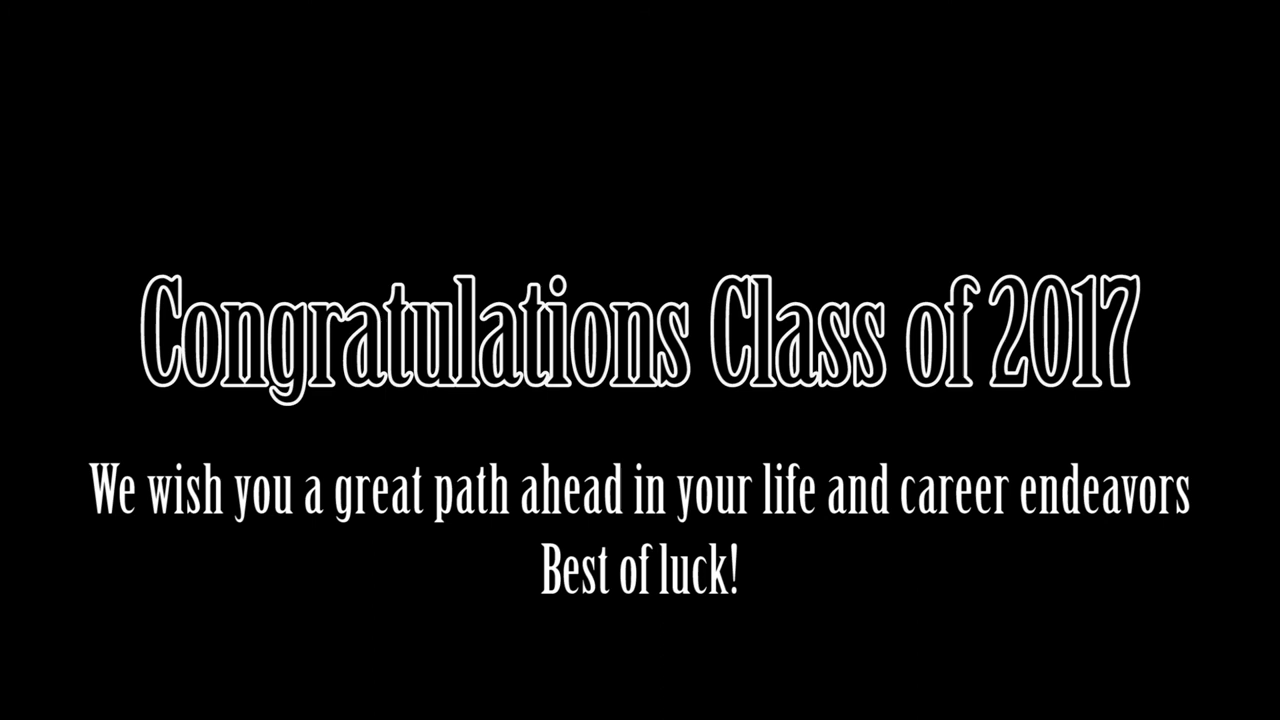 Congratulations Class of 2017
We wish you a great path ahead in your life and career endeavors
Best of luck!